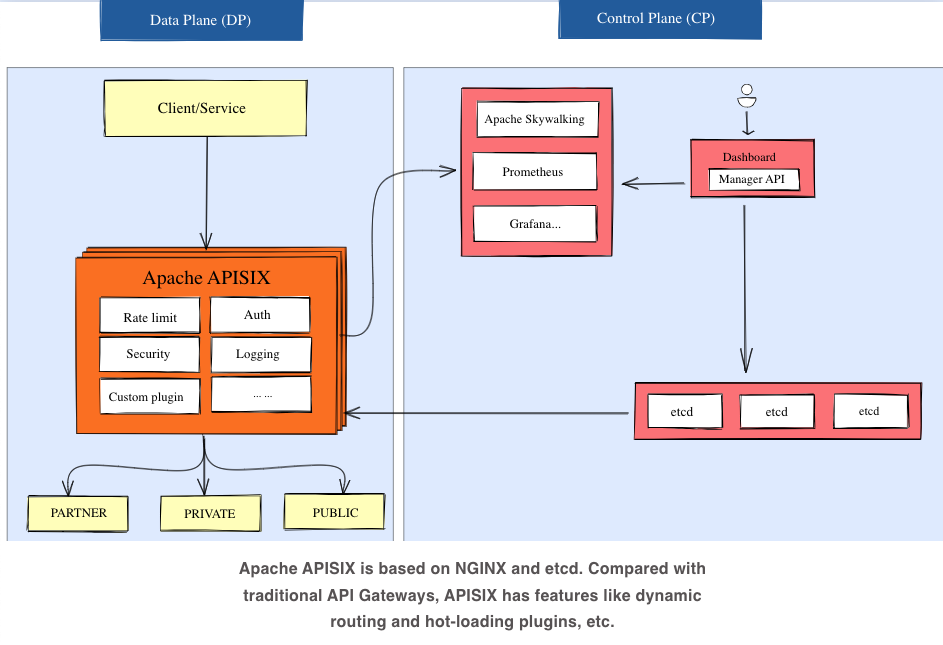 Data Plane (DP)
Control Plane (CP)
Client/Service
Apache APISIX
Rate limit
Auth
Security
Logging
Custom plugin
... ...
PARTNER
PRIVATE
PUBLIC
Apache Skywalking
Prometheus
Grafana...
Dashboard
Manager API
etcd
etcd
etcd
Apache APISIX is based on NGINX and etcd. Compared with
traditional API Gateways, APISIX has features like dynamic
routing and hot-loading plugins, etc.